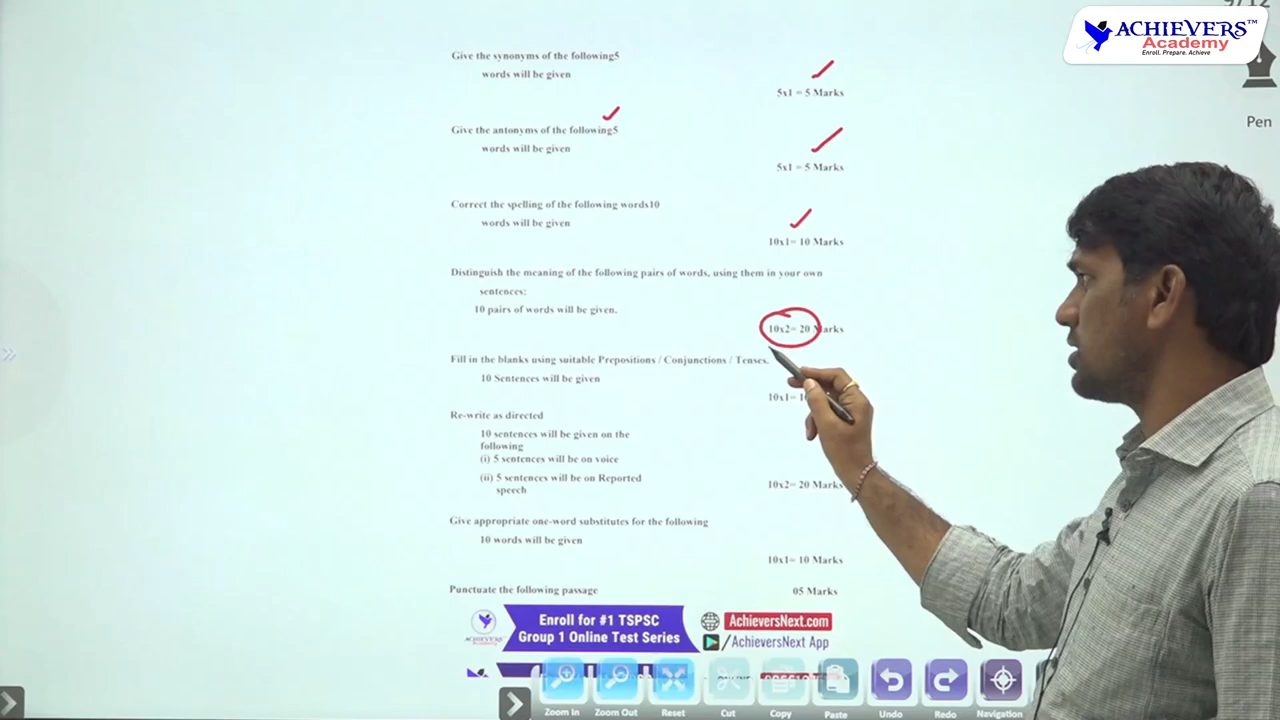 ACHIEVERS™
Academy
Enroll. Prepare. Achieve
Pen
Give the synonyms of the following5
words will be given
5x1 = 5 Marks
Give the antonyms of the following5
words will be given
5x1 = 5 Marks
Correct the spelling of the following words10
words will be given
10x1= 10 Marks
Distinguish the meaning of the following pairs of words, using them in your own
sentences:
10 pairs of words will be given.
10x2= 20 Marks
Fill in the blanks using suitable Prepositions / Conjunctions / Tenses.
10 Sentences will be given
10x1=
Re-write as directed
10 sentences will be given on the
following
(i) 5 sentences will be on voice
(ii) 5 sentences will be on Reported
speech
10x2= 20 Marks
Give appropriate one-word substitutes for the following
10 words will be given
10x1= 10 Marks
Punctuate the following passage 05 Marks
ACHIEVERS
Academy
Enroll for #1 TSPSC
Group 1 Online Test Series
AchieversNext.com
/AchieversNext App
Zoom In Zoom Out Reset Cut Copy Paste Undo Redo Navigation